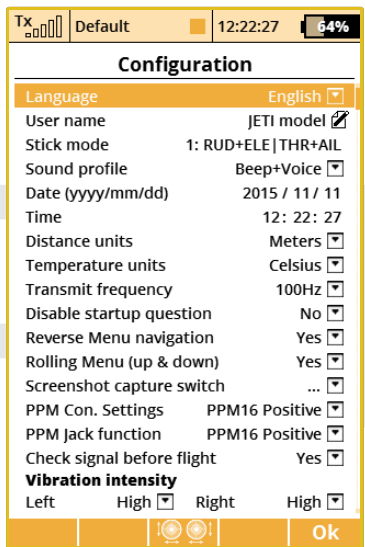 Tx Default 12:22:27 64%
Configuration
Language English
User name JETI model
Stick mode 1: RUD+ELE|THR+AIL
Sound profile Beep+Voice
Date (yyyy/mm/dd) 2015 / 11 / 11
Time 12: 22: 27
Distance units Meters
Temperature units Celsius
Transmit frequency 100Hz
Disable startup question No
Reverse Menu navigation Yes
Rolling Menu (up & down) Yes
Screenshot capture switch ...
PPM Con. Settings PPM16 Positive
PPM Jack function PPM16 Positive
Check signal before flight Yes
Vibration intensity
Left High Right High
Ok